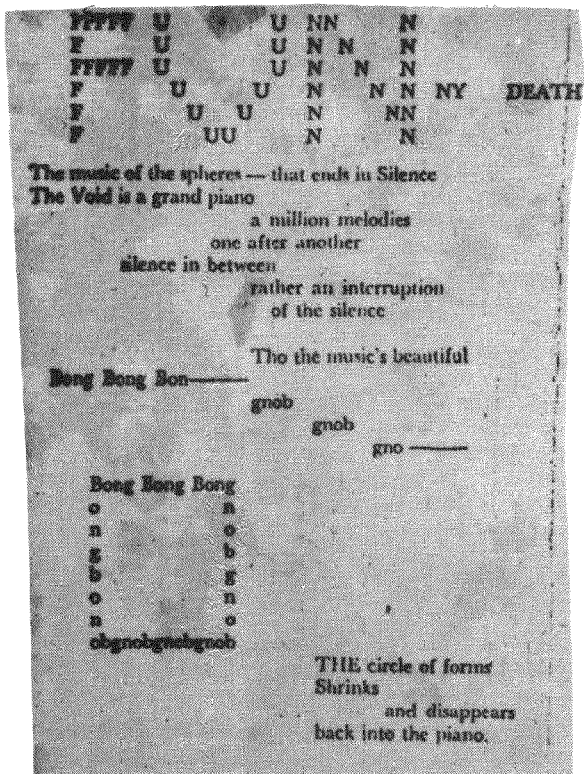 FFFFF U U NN N
F U U N N N
FFFFF U U N N N
F U U N N N NY DEATH
F U U N NN
F UU N N
The music of the spheres — that ends in Silence
The Void is a grand piano
a million melodies
one after another
silence in between
rather an interruption
of the silence
Tho the music's beautiful
Bong Bong Bon——
gnob
gnob
gno ——
Bong Bong Bong
o n
n o
g b
b g
o n
n o
obgnobgnobgnob
THE circle of forms
Shrinks
and disappears
back into the piano.